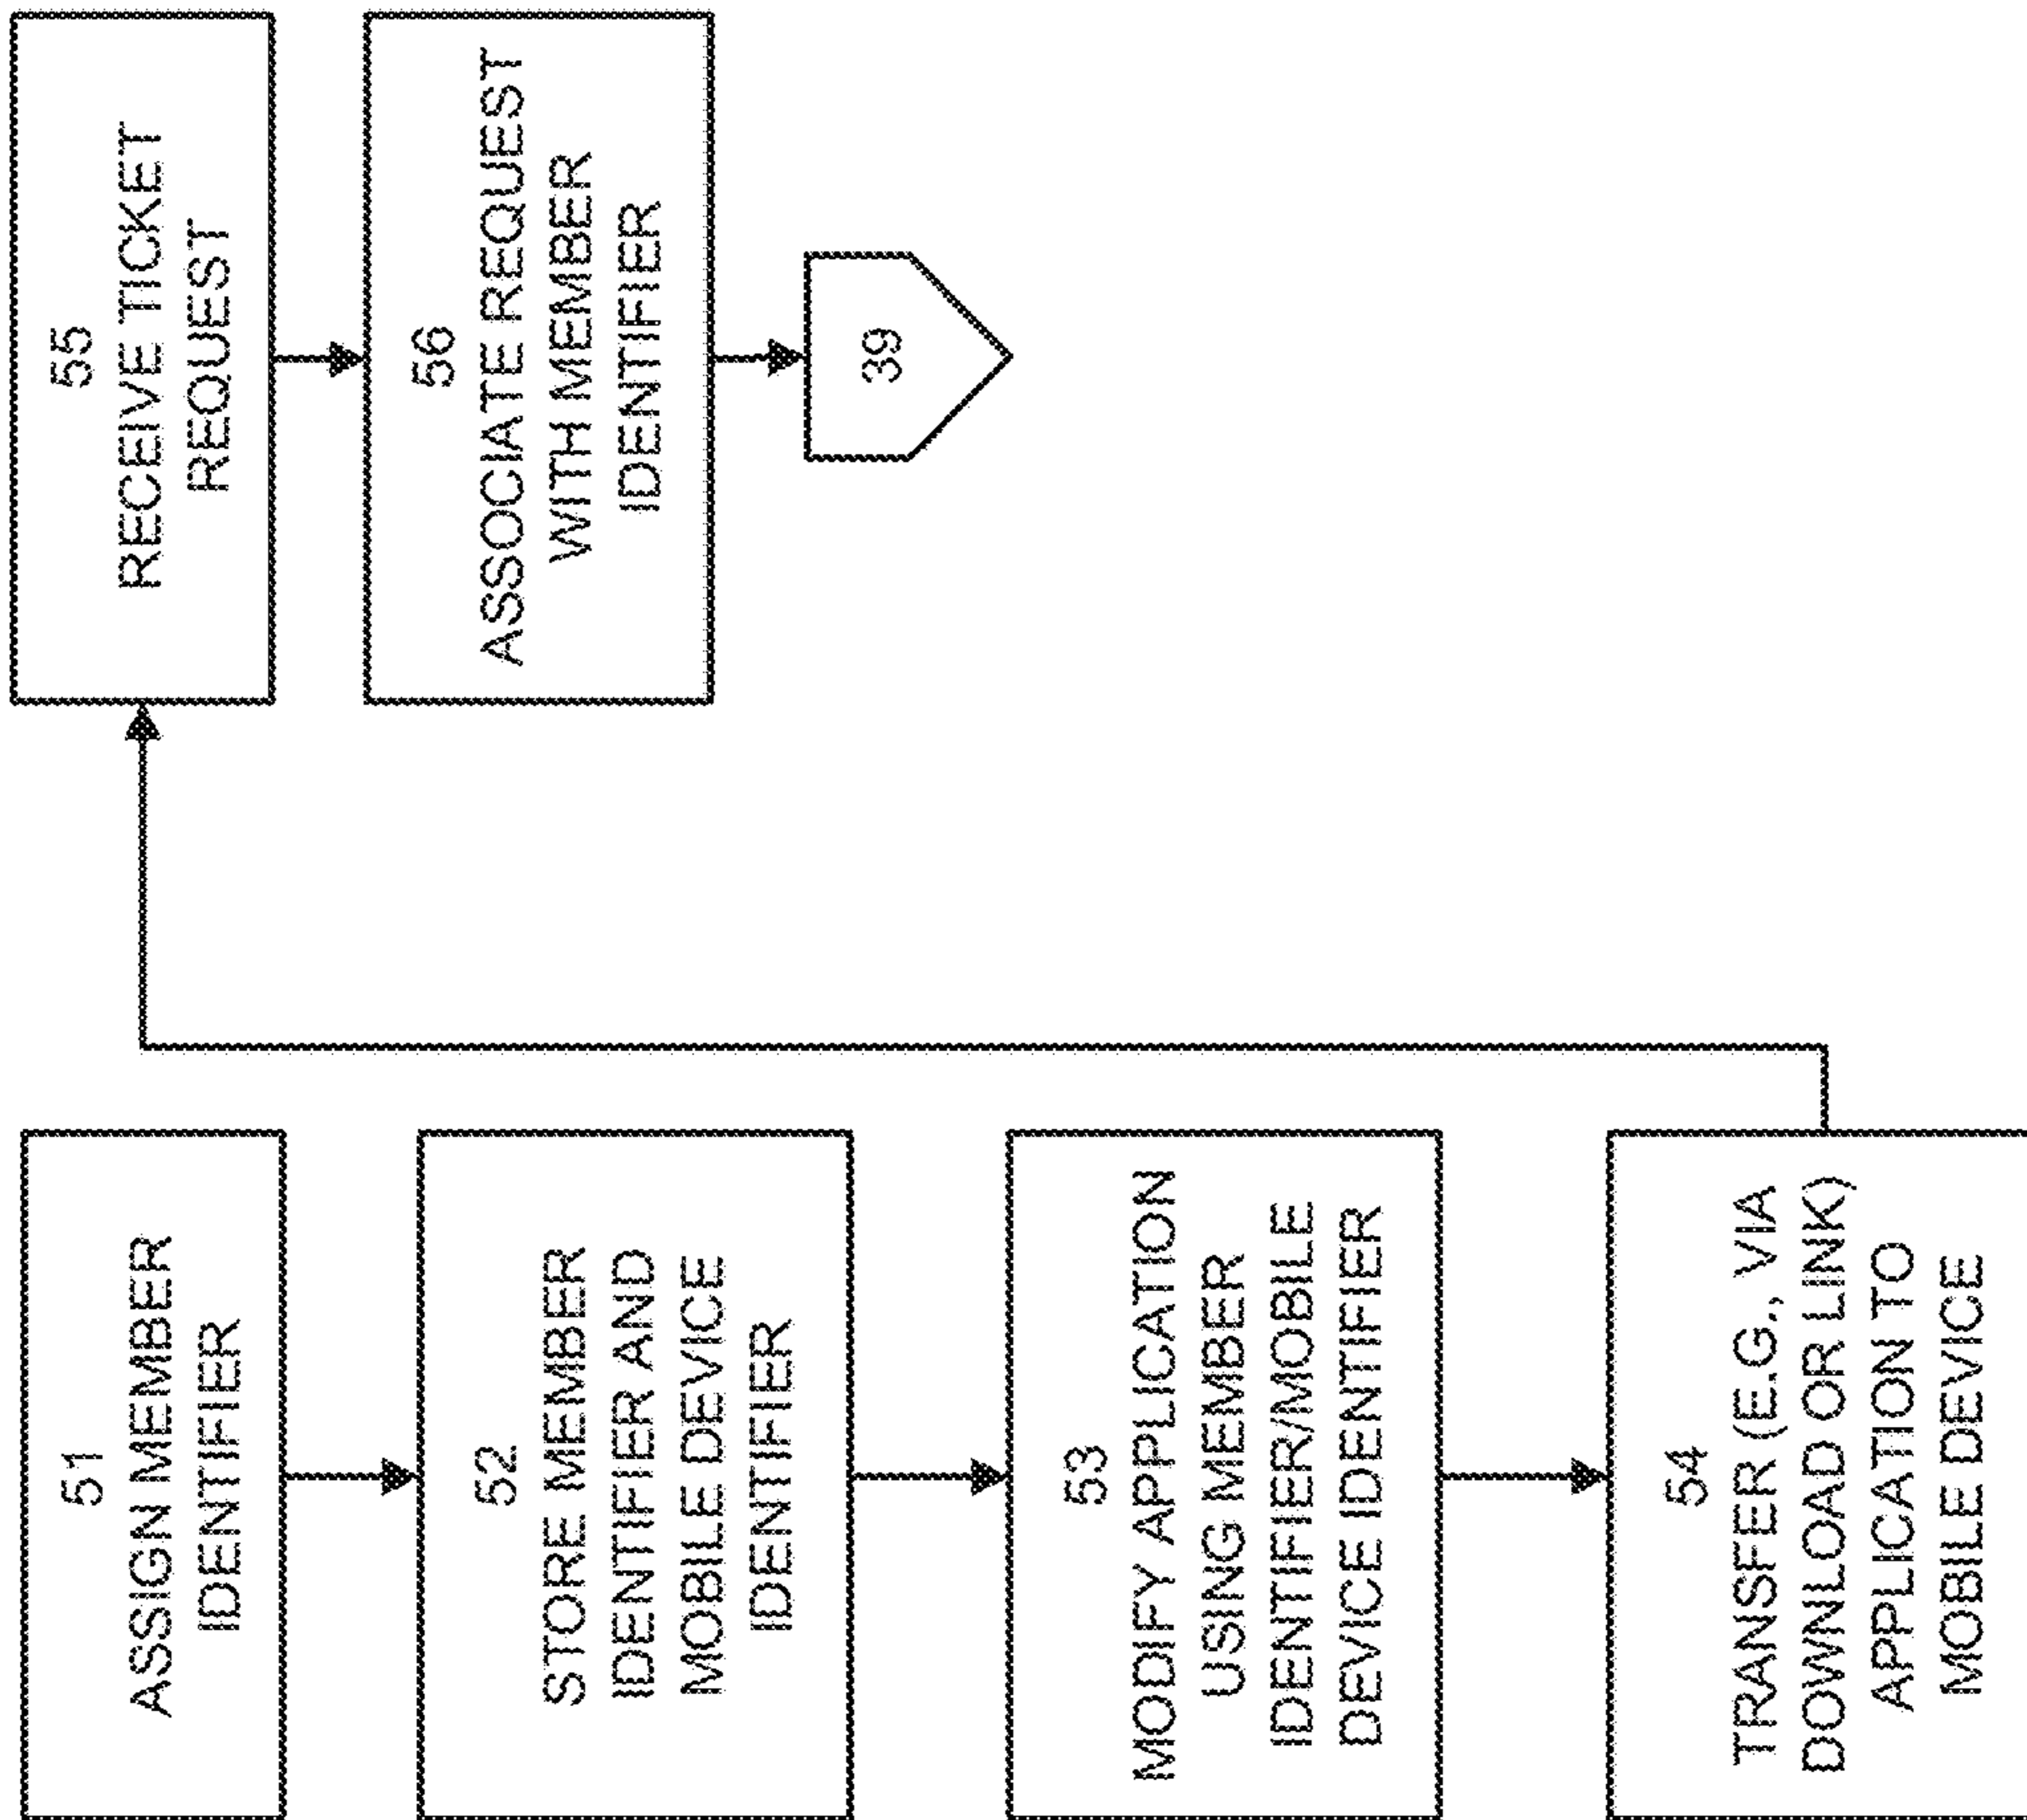 51
ASSIGN MEMBER
IDENTIFIER
52
STORE MEMBER
IDENTIFIER AND
MOBILE DEVICE
IDENTIFIER
53
MODIFY APPLICATION
USING MEMBER
IDENTIFIER/MOBILE
DEVICE IDENTIFIER
54
TRANSFER (E.G., VIA
DOWNLOAD OR LINK)
APPLICATION TO
MOBILE DEVICE
55
RECEIVE TICKET
REQUEST
56
ASSOCIATE REQUEST
WITH MEMBER
IDENTIFIER
39